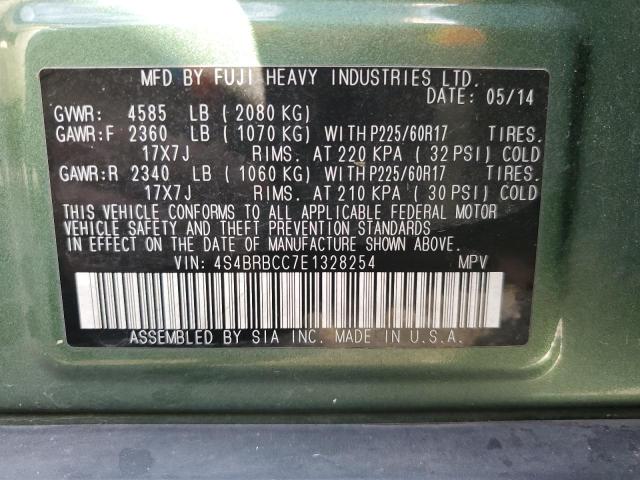 MFD BY FUJI HEAVY INDUSTRIES LTD.
DATE: 05/14
GVWR: 4585 LB ( 2080 KG)
GAWR:F 2360 LB ( 1070 KG) WITH P225/60R17 TIRES.
17X7J RIMS. AT 220 KPA ( 32 PSI) COLD
GAWR:R 2340 LB ( 1060 KG) WITH P225/60R17 TIRES.
17X7J RIMS. AT 210 KPA ( 30 PSI) COLD
THIS VEHICLE CONFORMS TO ALL APPLICABLE FEDERAL MOTOR
VEHICLE SAFETY AND THEFT PREVENTION STANDARDS
IN EFFECT ON THE DATE OF MANUFACTURE SHOWN ABOVE.
VIN: 4S4BRBCC7E1328254 MPV
ASSEMBLED BY SIA INC. MADE IN U.S.A.